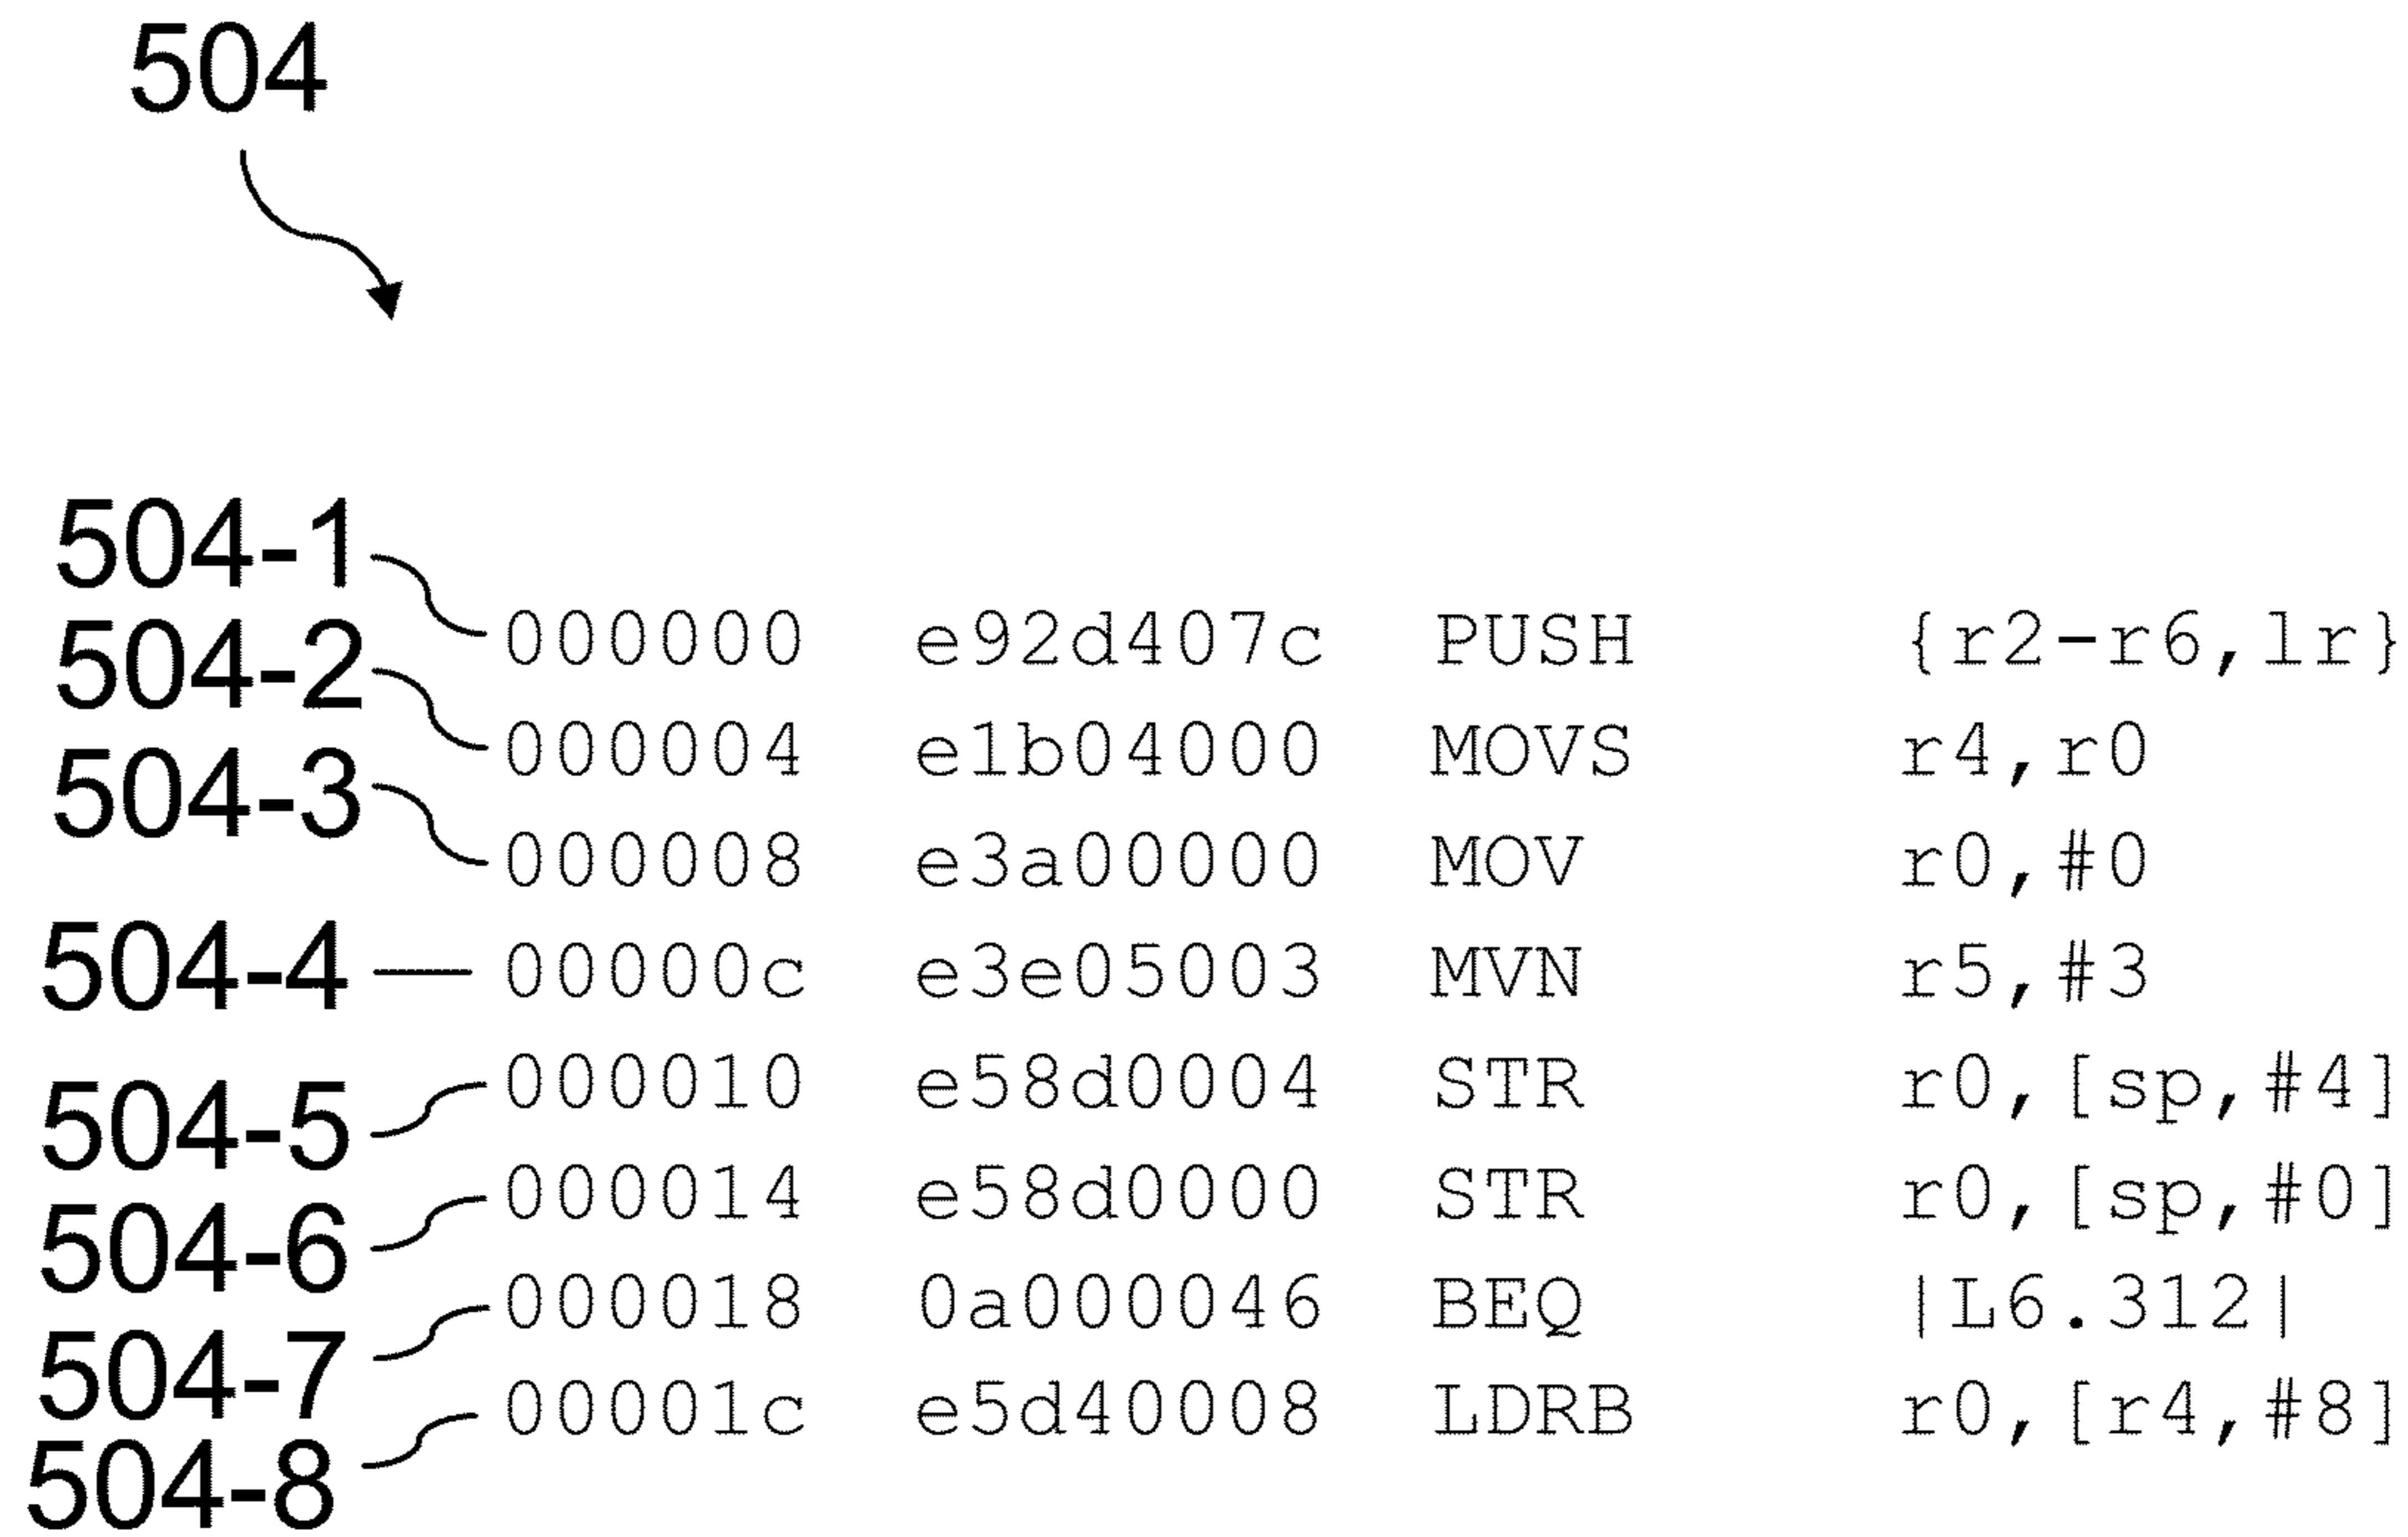 504
504-1 000000 e92d407c PUSH {r2-r6,lr}
504-2 000004 e1b04000 MOVS r4,r0
504-3 000008 e3a00000 MOV r0,#0
504-4 00000c e3e05003 MVN r5,#3
504-5 000010 e58d0004 STR r0,[sp,#4]
504-6 000014 e58d0000 STR r0,[sp,#0]
504-7 000018 0a000046 BEQ |L6.312|
504-8 00001c e5d40008 LDRB r0,[r4,#8]